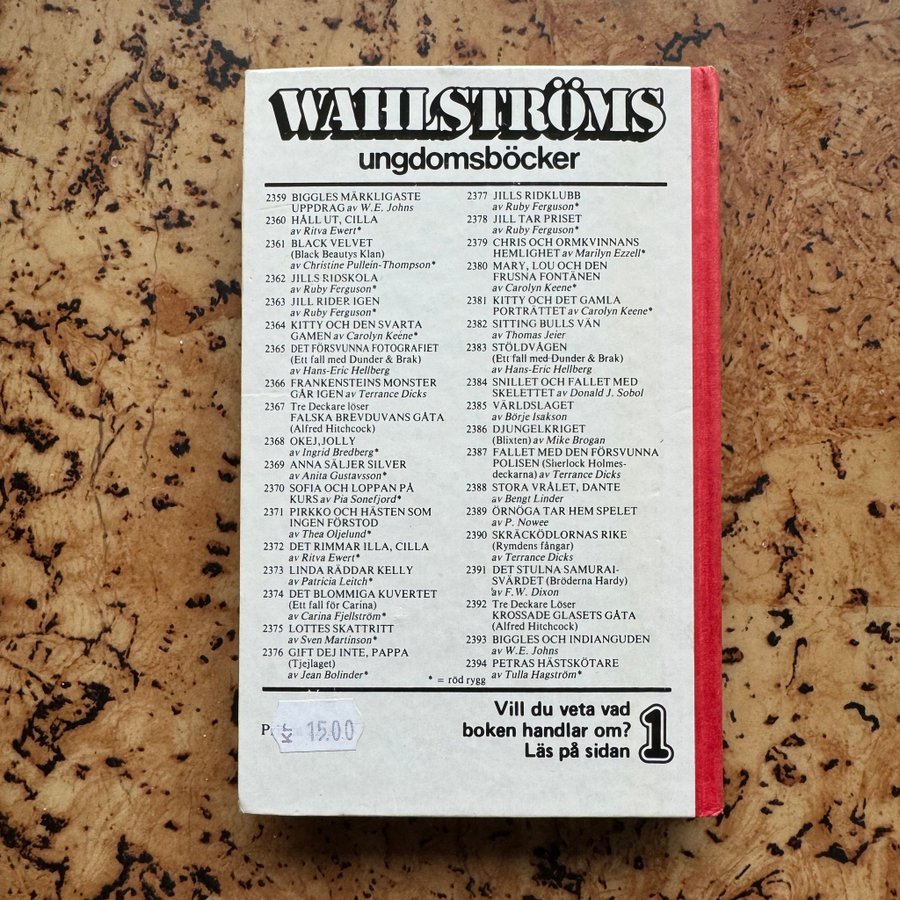 WAHLSTRÖMS
ungdomsböcker
2359 BIGGLES MÄRKLIGASTE
UPPDRAG av W.E. Johns
2360 HÅLL UT, CILLA
av Ritva Ewert*
2361 BLACK VELVET
(Black Beautys Klan)
av Christine Pullein-Thompson*
2362 JILLS RIDSKOLA
av Ruby Ferguson*
2363 JILL RIDER IGEN
av Ruby Ferguson*
2364 KITTY OCH DEN SVARTA
GAMEN av Carolyn Keene*
2365 DET FÖRSVUNNA FOTOGRAFIET
(Ett fall med Dunder & Brak)
av Hans-Eric Hellberg
2366 FRANKENSTEINS MONSTER
GÅR IGEN av Terrance Dicks
2367 Tre Deckare löser
FALSKA BREVDUVANS GÅTA
(Alfred Hitchcock)
2368 OKEJ, JOLLY
av Ingrid Bredberg*
2369 ANNA SÄLJER SILVER
av Anita Gustavsson*
2370 SOFIA OCH LOPPAN PÅ
KURS av Pia Sonefjord*
2371 PIRKKO OCH HÄSTEN SOM
INGEN FÖRSTOD
av Thea Oljelund*
2372 DET RIMMAR ILLA, CILLA
av Ritva Ewert*
2373 LINDA RÄDDAR KELLY
av Patricia Leitch*
2374 DET BLOMMIGA KUVERTET
(Ett fall för Carina)
av Carina Fjellström*
2375 LOTTES SKATTRITT
av Sven Martinson*
2376 GIFT DEJ INTE, PAPPA
(Tjejlaget)
av Jean Bolinder*
2377 JILLS RIDKLUBB
av Ruby Ferguson*
2378 JILL TAR PRISET
av Ruby Ferguson*
2379 CHRIS OCH ORMKVINNANS
HEMLIGHET av Marilyn Ezzell*
2380 MARY, LOU OCH DEN
FRUSNA FONTÄNEN
av Carolyn Keene*
2381 KITTY OCH DET GAMLA
PORTRÄTTET av Carolyn Keene*
2382 SITTING BULLS VÄN
av Thomas Jeier
2383 STÖLDVÅGEN
(Ett fall med Dunder & Brak)
av Hans-Eric Hellberg
2384 SNILLET OCH FALLET MED
SKELETTET av Donald J. Sobol
2385 VÄRLDSLAGET
av Börje Isakson
2386 DJUNGELKRIGET
(Blixten) av Mike Brogan
2387 FALLET MED DEN FÖRSVUNNA
POLISEN (Sherlock Holmes-
deckarna) av Terrance Dicks
2388 STORA VRÅLET, DANTE
av Bengt Linder
2389 ÖRNÖGA TAR HEM SPELET
av P. Nowee
2390 SKRÄCKÖDLORNAS RIKE
(Rymdens fångar)
av Terrance Dicks
2391 DET STULNA SAMURAI-
SVÄRDET (Bröderna Hardy)
av F.W. Dixon
2392 Tre Deckare Löser
KROSSADE GLASETS GÅTA
(Alfred Hitchcock)
2393 BIGGLES OCH INDIANGUDEN
av W.E. Johns
2394 PETRAS HÄSTSKÖTARE
av Tulla Hagström*
* = röd rygg
Kr 15.00
Vill du veta vad
boken handlar om?
Läs på sidan 1